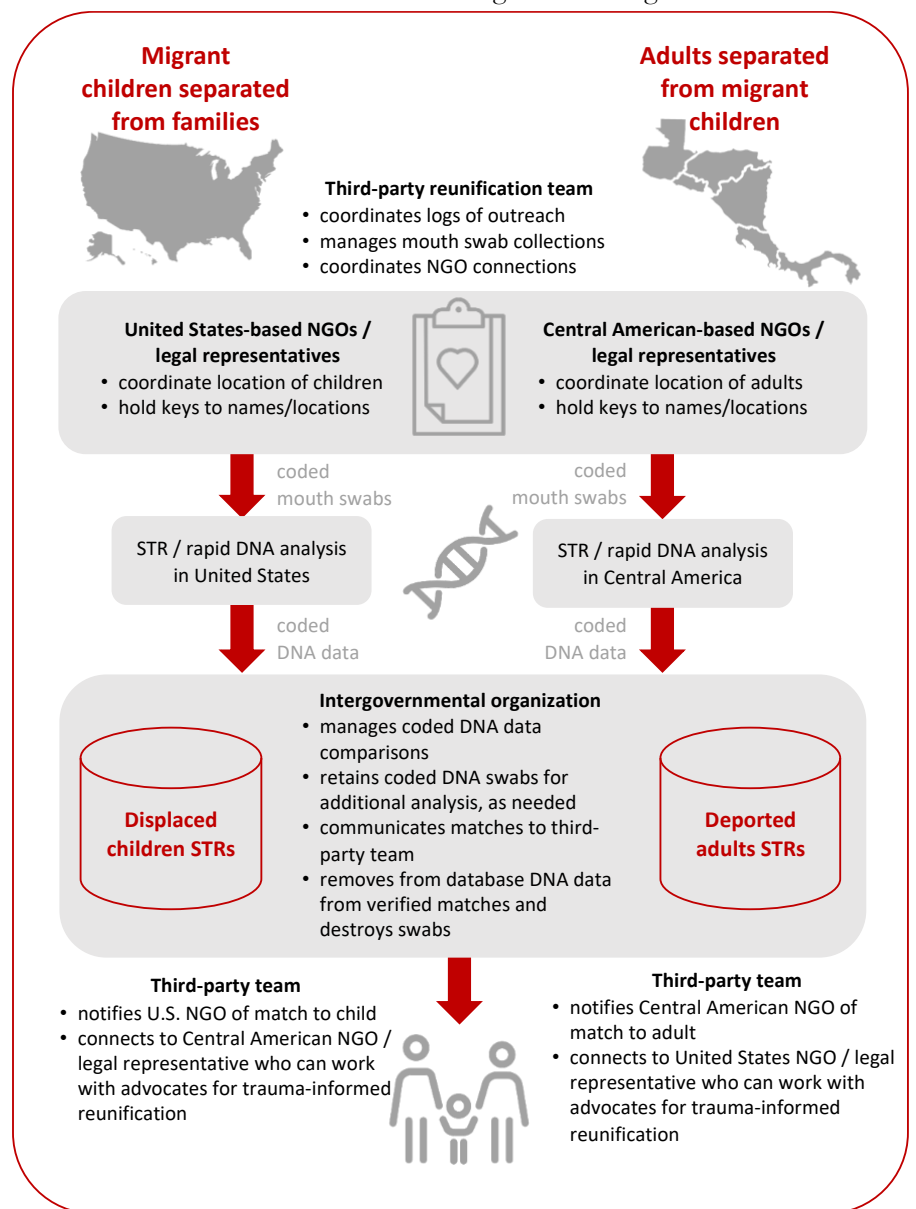 Migrant
children separated
from families
Adults separated
from migrant
children
Third-party reunification team
• coordinates logs of outreach
• manages mouth swab collections
• coordinates NGO connections
United States-based NGOs /
legal representatives
• coordinate location of children
• hold keys to names/locations
Central American-based NGOs /
legal representatives
• coordinate location of adults
• hold keys to names/locations
coded
mouth swabs
coded
mouth swabs
STR / rapid DNA analysis
in United States
STR / rapid DNA analysis
in Central America
coded
DNA data
coded
DNA data
Intergovernmental organization
• manages coded DNA data
comparisons
• retains coded DNA swabs for
additional analysis, as needed
• communicates matches to third-
party team
• removes from database DNA data
from verified matches and
destroys swabs
Displaced
children STRs
Deported
adults STRs
Third-party team
• notifies U.S. NGO of match to child
• connects to Central American NGO /
legal representative who can work
with advocates for trauma-informed
reunification
Third-party team
• notifies Central American NGO of
match to adult
• connects to United States NGO / legal
representative who can work with
advocates for trauma-informed
reunification